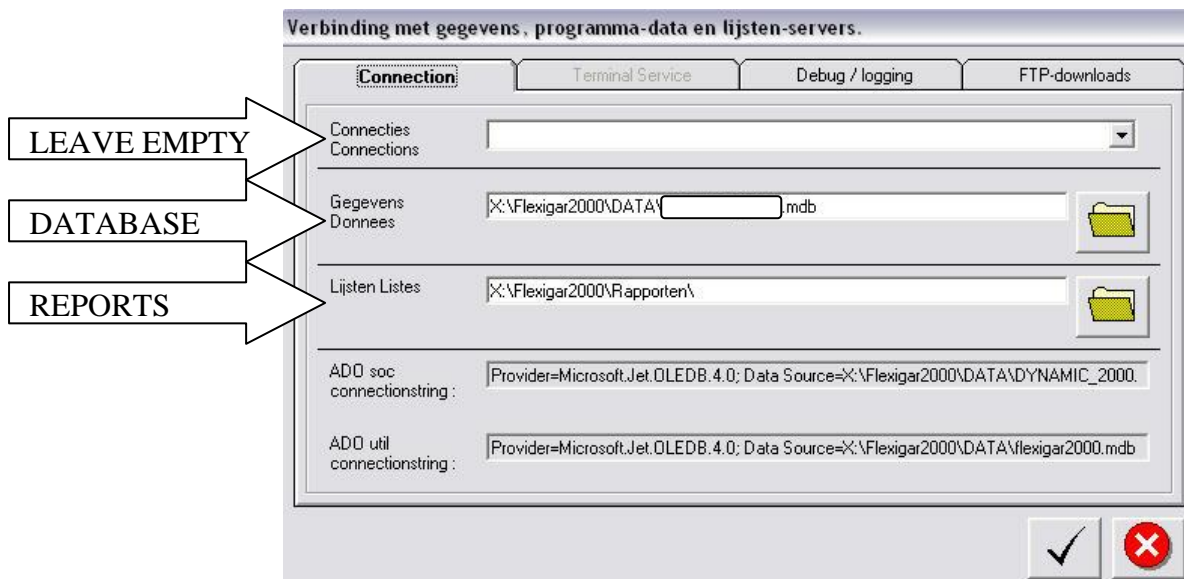 Verbinding met gegevens, programma-data en lijsten-servers.
Connection
Terminal Service
Debug / logging
FTP-downloads
LEAVE EMPTY
Connecties
Connections
DATABASE
Gegevens
Donnees
X:\Flexigar2000\DATA\ .mdb
REPORTS
Lijsten Listes
X:\Flexigar2000\Rapporten\
ADO soc
connectionstring :
Provider=Microsoft.Jet.OLEDB.4.0; Data Source=X:\Flexigar2000\DATA\DYNAMIC_2000.
ADO util
connectionstring :
Provider=Microsoft.Jet.OLEDB.4.0; Data Source=X:\Flexigar2000\DATA\flexigar2000.mdb